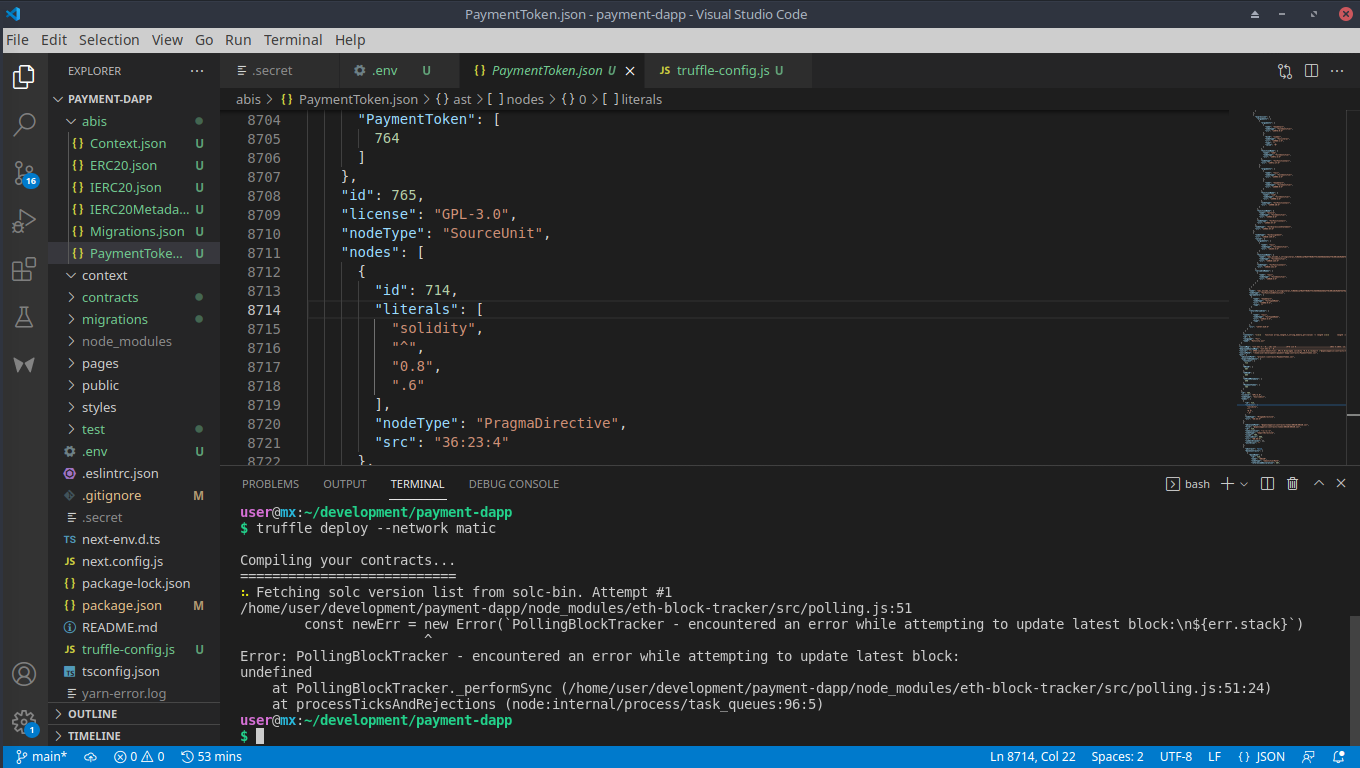 PaymentToken.json - payment-dapp - Visual Studio Code
File Edit Selection View Go Run Terminal Help
EXPLORER ···
.secret
.env U
{} PaymentToken.json U
JS truffle-config.js U
PAYMENT-DAPP
abis > {} PaymentToken.json > {} ast > [ ] nodes > {} 0 > [ ] literals
abis
{} Context.json U
{} ERC20.json U
{} IERC20.json U
{} IERC20Metada... U
{} Migrations.json U
{} PaymentToke... U
context
contracts
migrations
node_modules
pages
public
styles
test
.env U
.eslintrc.json
.gitignore M
.secret
TS next-env.d.ts
JS next.config.js
{} package-lock.json
{} package.json M
README.md
JS truffle-config.js U
TS tsconfig.json
yarn-error.log
OUTLINE
TIMELINE
16
1
8704 "PaymentToken": [
8705 764
8706 ]
8707 },
8708 "id": 765,
8709 "license": "GPL-3.0",
8710 "nodeType": "SourceUnit",
8711 "nodes": [
8712 {
8713 "id": 714,
8714 "literals": [
8715 "solidity",
8716 "^",
8717 "0.8",
8718 ".6"
8719 ],
8720 "nodeType": "PragmaDirective",
8721 "src": "36:23:4"
8722 },
PROBLEMS OUTPUT TERMINAL DEBUG CONSOLE
bash
user@mx:~/development/payment-dapp
$ truffle deploy --network matic
Compiling your contracts...
===========================
⠦ Fetching solc version list from solc-bin. Attempt #1
/home/user/development/payment-dapp/node_modules/eth-block-tracker/src/polling.js:51
const newErr = new Error(`PollingBlockTracker - encountered an error while attempting to update latest block:\n${err.stack}`)
^
Error: PollingBlockTracker - encountered an error while attempting to update latest block:
undefined
at PollingBlockTracker._performSync (/home/user/development/payment-dapp/node_modules/eth-block-tracker/src/polling.js:51:24)
at processTicksAndRejections (node:internal/process/task_queues:96:5)
user@mx:~/development/payment-dapp
$
main* 0 0 53 mins Ln 8714, Col 22 Spaces: 2 UTF-8 LF {} JSON